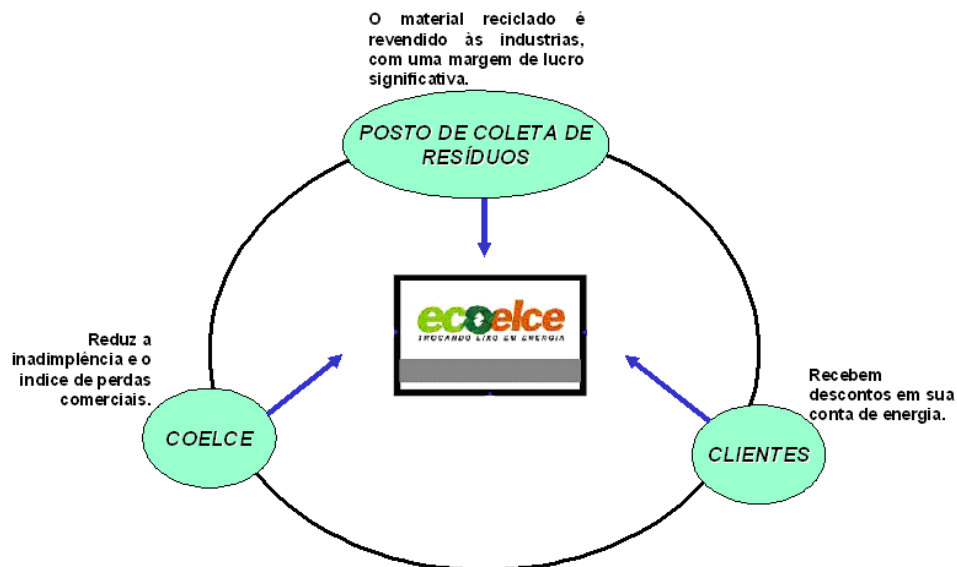 O material reciclado é
revendido às industrias,
com uma margem de lucro
significativa.
POSTO DE COLETA DE
RESÍDUOS
ecoelce
TROCANDO LIXO EM ENERGIA
Reduz a
inadimplência e o
índice de perdas
comerciais.
COELCE
Recebem
descontos em sua
conta de energia.
CLIENTES